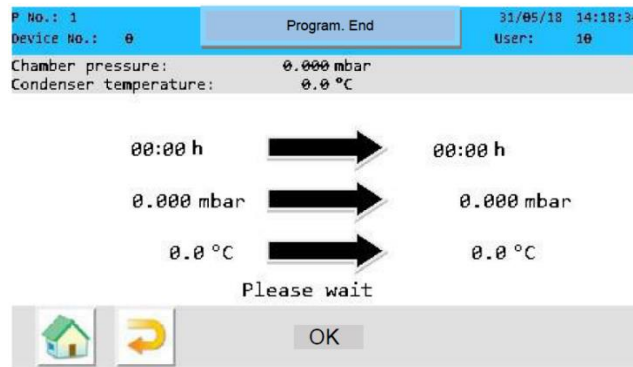 P No.: 1 Program. End 31/05/18 14:18:34
Device No.: 0 User: 10
Chamber pressure: 0.000 mbar
Condenser temperature: 0.0 °C
00:00 h 00:00 h
0.000 mbar 0.000 mbar
0.0 °C 0.0 °C
Please wait
OK